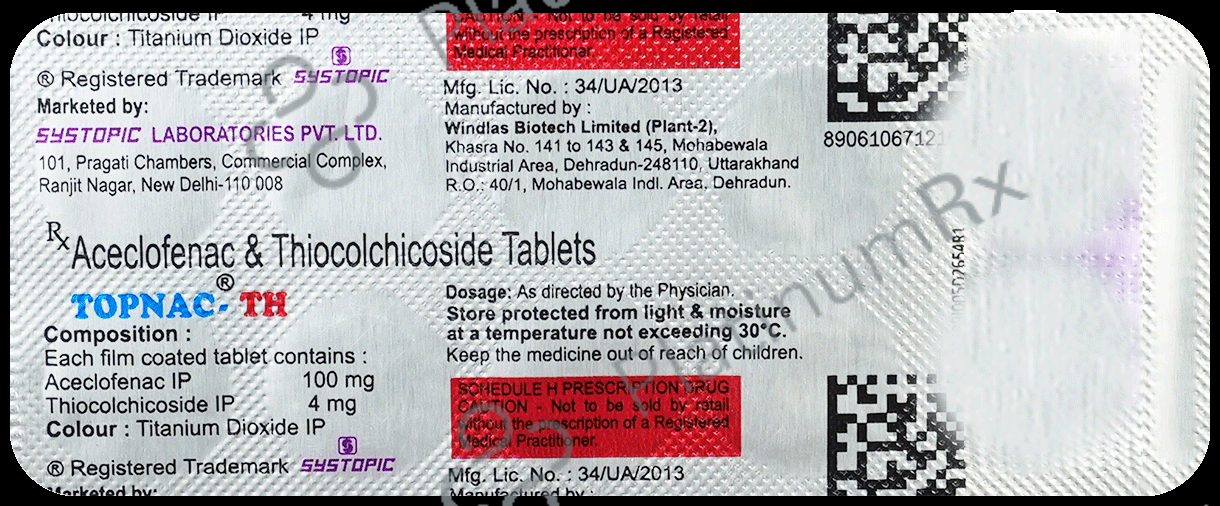 Thiocolchicoside IP 4 mg
Colour : Titanium Dioxide IP
® Registered Trademark SYSTOPIC
Marketed by:
SYSTOPIC LABORATORIES PVT. LTD.
101, Pragati Chambers, Commercial Complex,
Ranjit Nagar, New Delhi-110 008
CAUTION - Not to be sold by retail
without the prescription of a Registered
Medical Practitioner.
Mfg. Lic. No. : 34/UA/2013
Manufactured by :
Windlas Biotech Limited (Plant-2),
Khasra No. 141 to 143 & 145, Mohabewala
Industrial Area, Dehradun-248110, Uttarakhand
R.O.: 40/1, Mohabewala Indl. Area, Dehradun.
89061067121
Rx Aceclofenac & Thiocolchicoside Tablets
TOPNAC®-TH
Composition :
Each film coated tablet contains :
Aceclofenac IP 100 mg
Thiocolchicoside IP 4 mg
Colour : Titanium Dioxide IP
® Registered Trademark SYSTOPIC
Marketed by:
Dosage: As directed by the Physician.
Store protected from light & moisture
at a temperature not exceeding 30°C.
Keep the medicine out of reach of children.
SCHEDULE H PRESCRIPTION DRUG
CAUTION - Not to be sold by retail
without the prescription of a Registered
Medical Practitioner.
Mfg. Lic. No. : 34/UA/2013
Manufactured by :
PlatinumRx